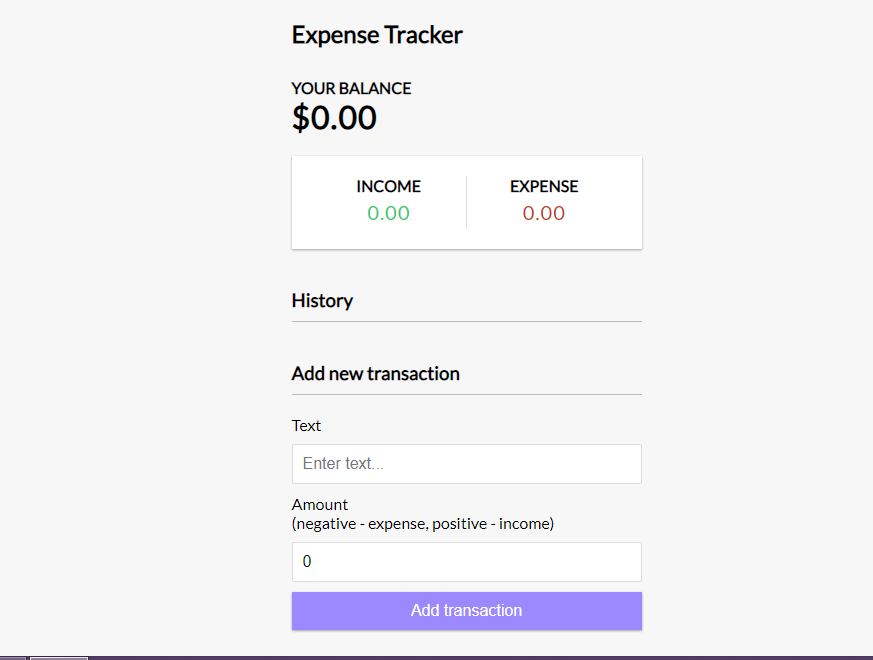 Expense Tracker
YOUR BALANCE
$0.00
INCOME EXPENSE
0.00 0.00
History
Add new transaction
Text
Enter text...
Amount
(negative - expense, positive - income)
0
Add transaction